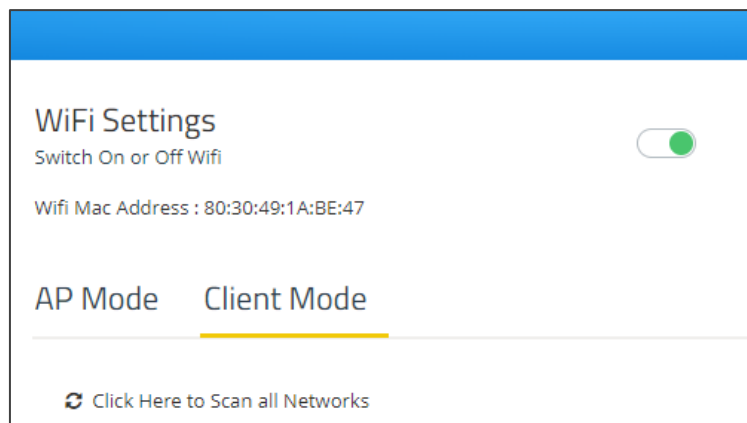 WiFi Settings
Switch On or Off Wifi
Wifi Mac Address : 80:30:49:1A:BE:47
AP Mode Client Mode
Click Here to Scan all Networks